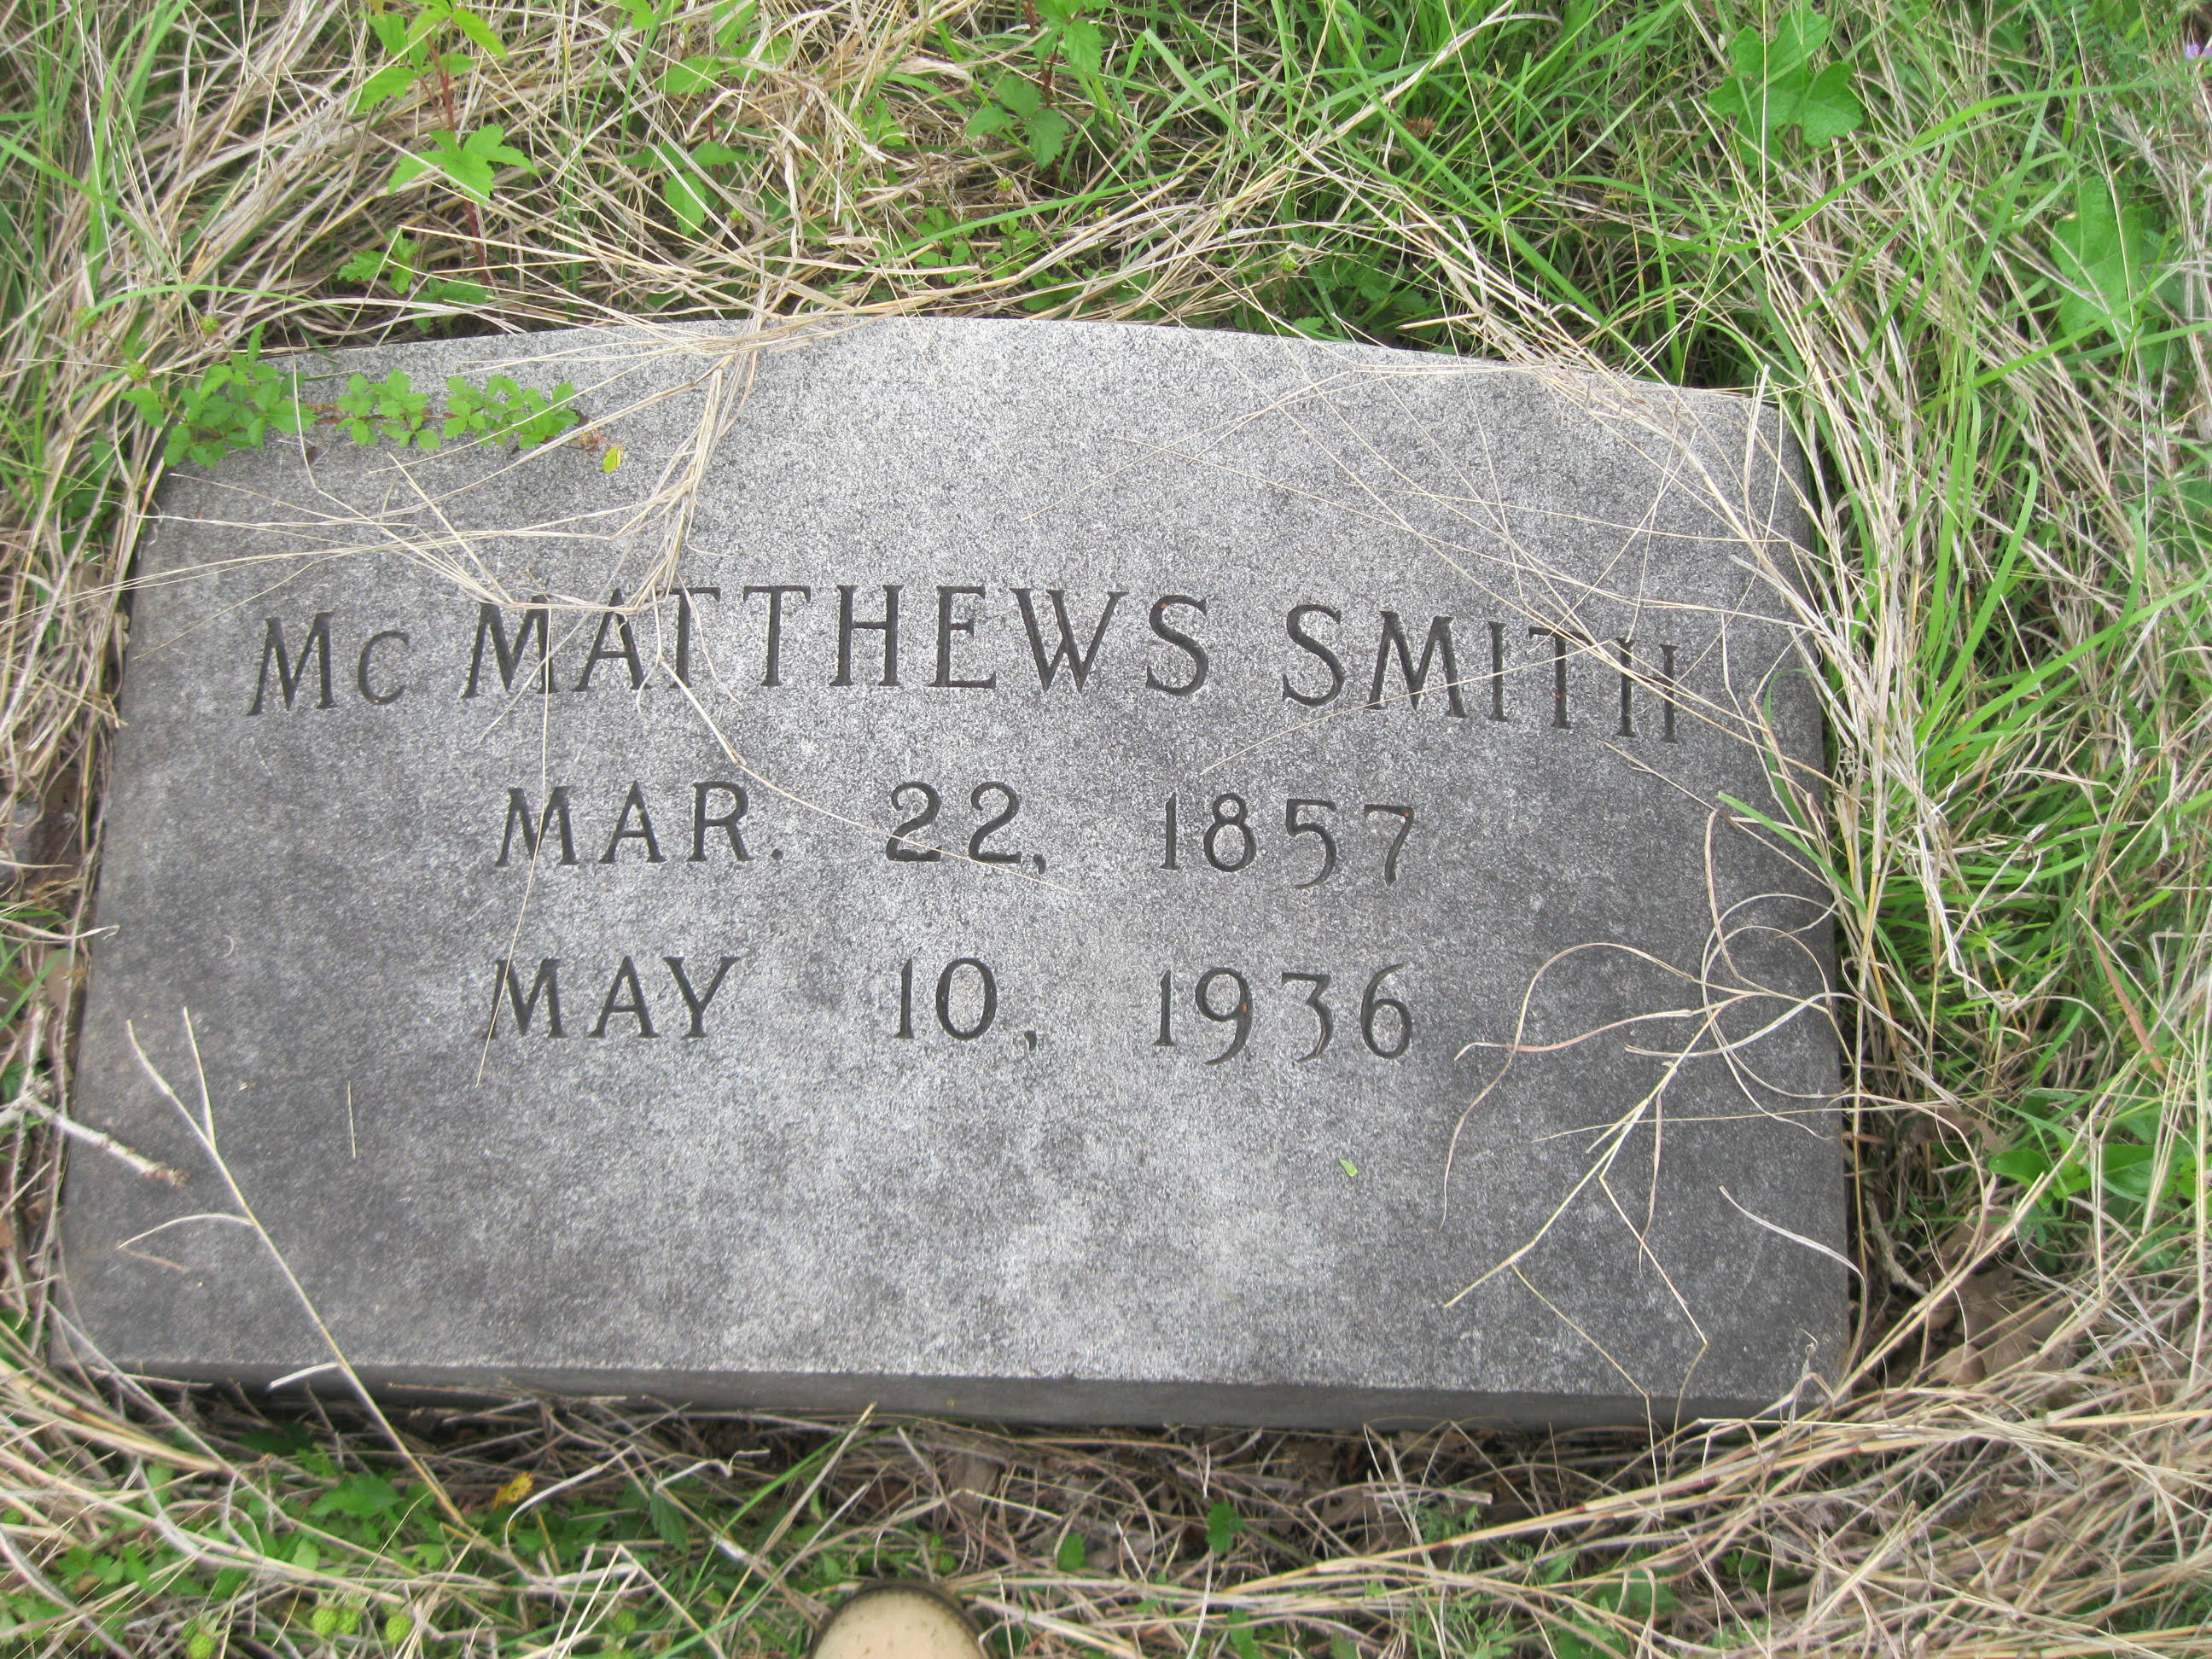 Mc MATTHEWS SMITH
MAR. 22, 1857
MAY 10, 1936